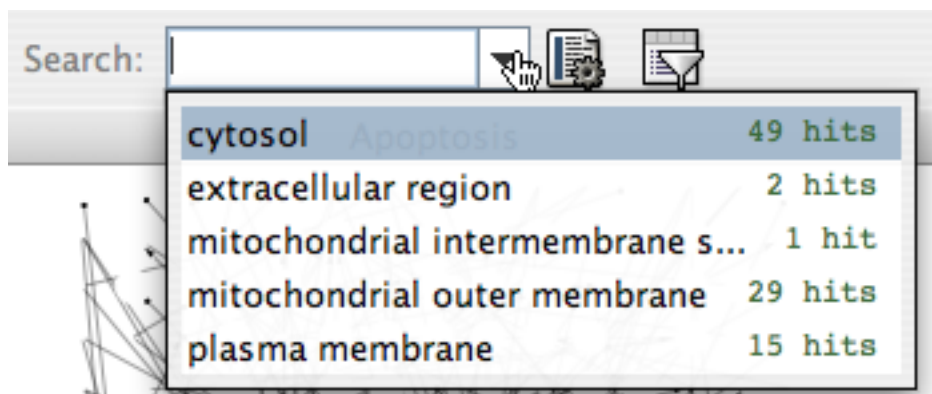 Search:
Apoptosis
cytosol 49 hits
extracellular region 2 hits
mitochondrial intermembrane s... 1 hit
mitochondrial outer membrane 29 hits
plasma membrane 15 hits